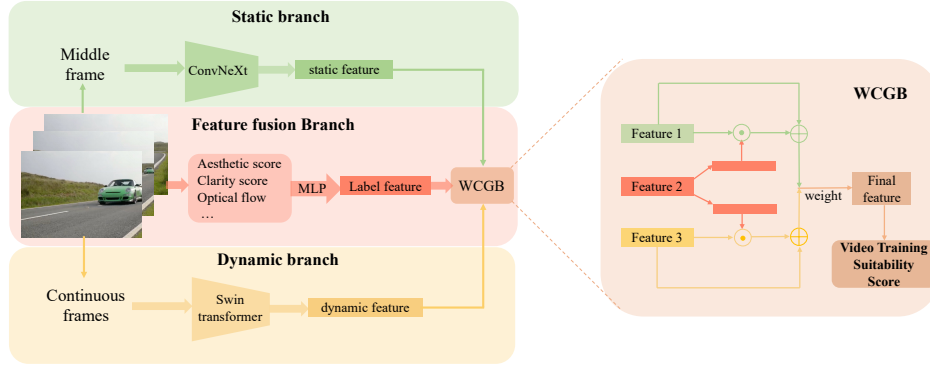 Static branch
Middle
frame
ConvNeXt
static feature
Feature fusion Branch
Aesthetic score
Clarity score
Optical flow
...
MLP
Label feature
WCGB
Dynamic branch
Continuous
frames
Swin
transformer
dynamic feature
WCGB
Feature 1
Feature 2
Feature 3
weight
Final
feature
Video Training
Suitability
Score